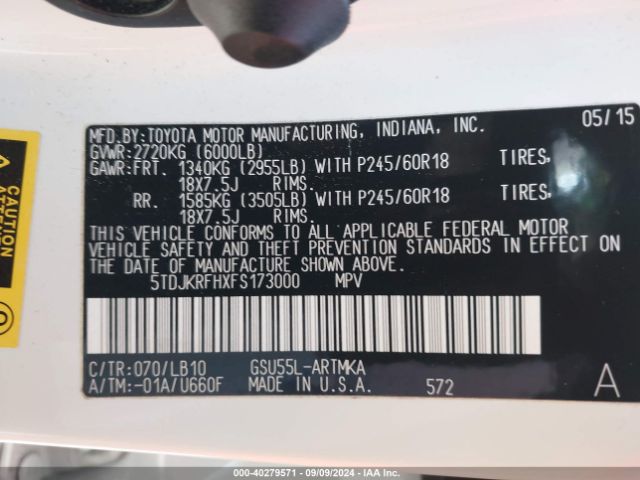 MFD.BY:TOYOTA MOTOR MANUFACTURING, INDIANA, INC. 05/15
GVWR:2720KG (6000LB)
GAWR:FRT. 1340KG (2955LB) WITH P245/60R18 TIRES,
18X7.5J RIMS.
RR. 1585KG (3505LB) WITH P245/60R18 TIRES,
18X7.5J RIMS.
THIS VEHICLE CONFORMS TO ALL APPLICABLE FEDERAL MOTOR
VEHICLE SAFETY AND THEFT PREVENTION STANDARDS IN EFFECT ON
THE DATE OF MANUFACTURE SHOWN ABOVE.
5TDJKRFHXFS173000 MPV
C/TR:070/LB10 GSU55L-ARTMKA
A/TM:-01A/U660F MADE IN U.S.A. 572 A
CAUTION
000-40279571 - 09/09/2024 - IAA Inc.